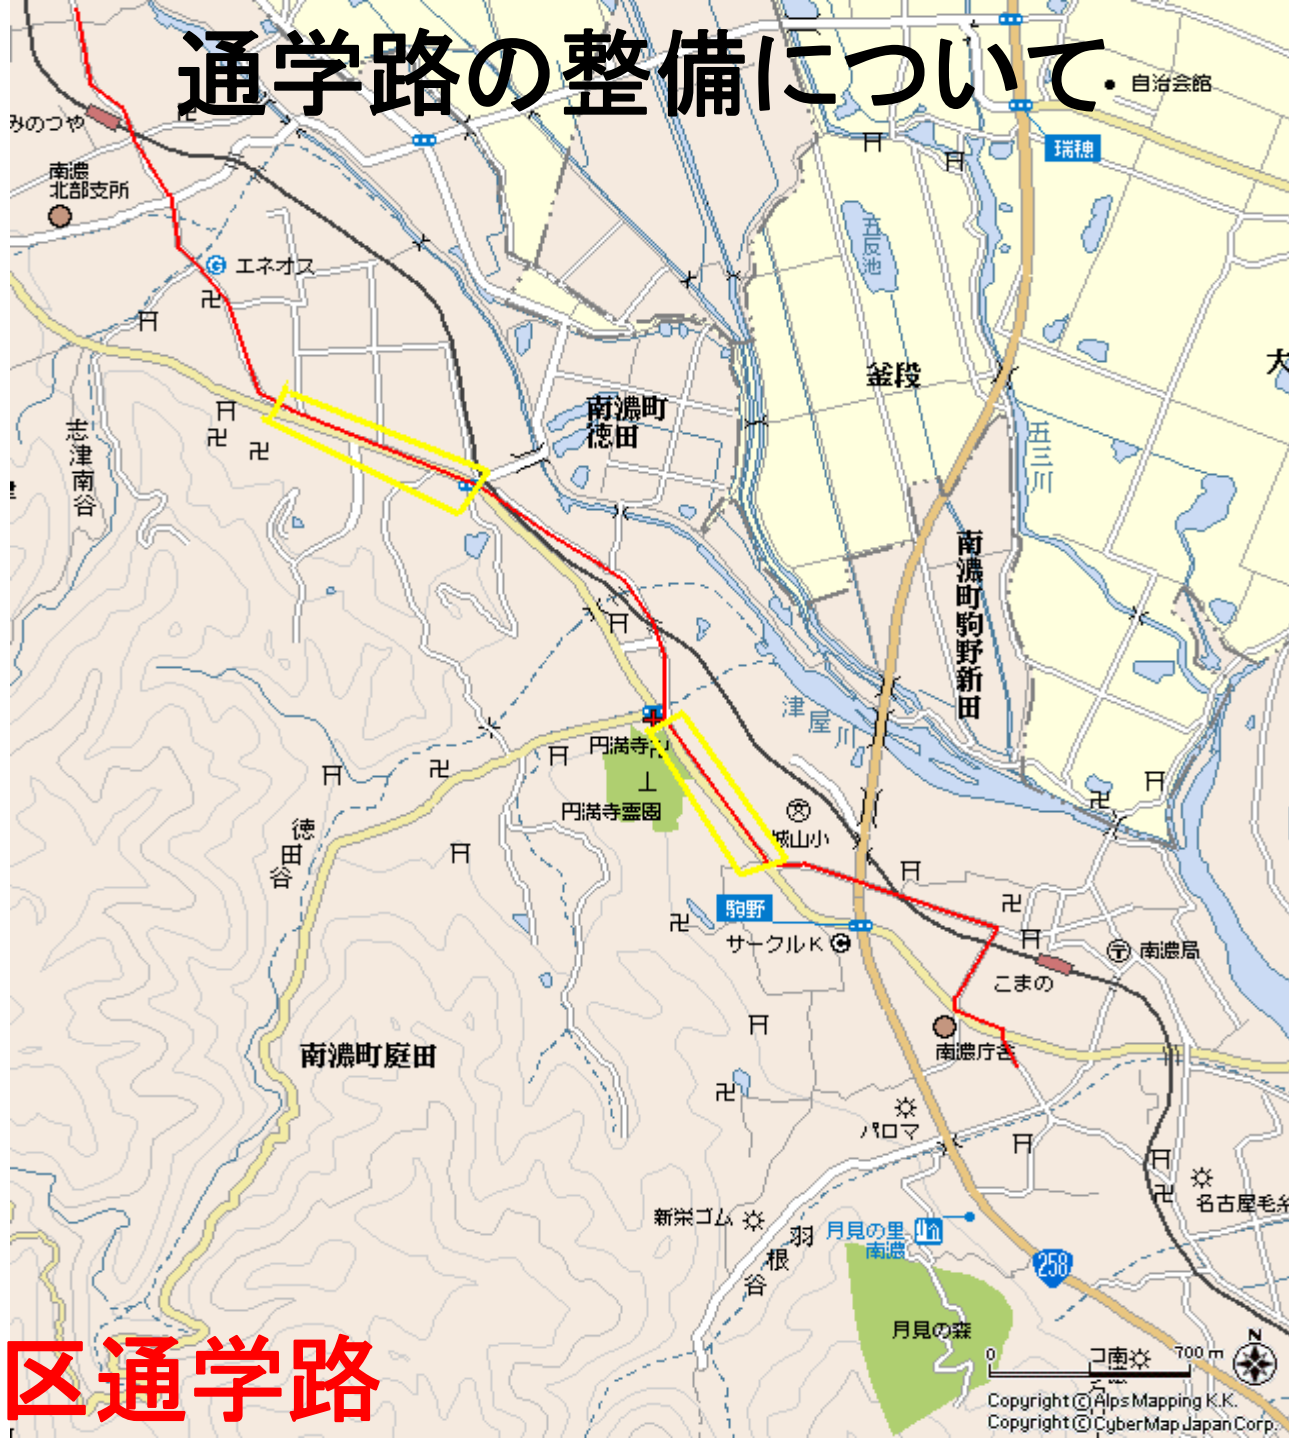 通学路の整備について
自治会館
みのつや
瑞穂
南濃
北部支所
五反池
エネオス
釜段
大
南濃町
徳田
志津南谷
五三川
南濃町駒野新田
津屋川
円満寺
円満寺霊園
城山小
徳田谷
駒野
サークルK
南濃局
こまの
南濃庁舎
南濃町庭田
パロマ
名古屋毛糸
新栄ゴム
羽根谷
月見の里
南濃
258
月見の森
N
0
700 m
Copyright ⓒ Alps Mapping K.K.
Copyright ⓒ CyberMap Japan Corp.
区通学路